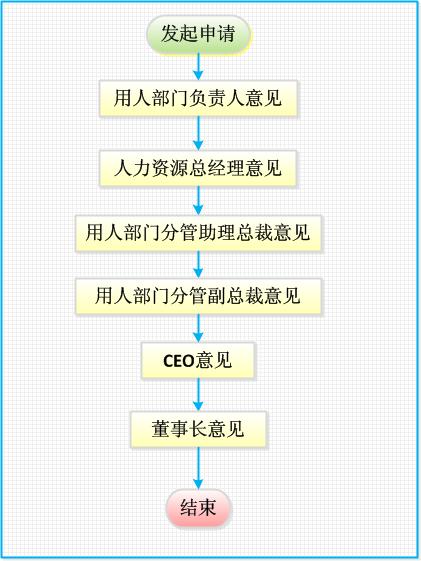 发起申请
用人部门负责人意见
人力资源总经理意见
用人部门分管助理总裁意见
用人部门分管副总裁意见
CEO意见
董事长意见
结束